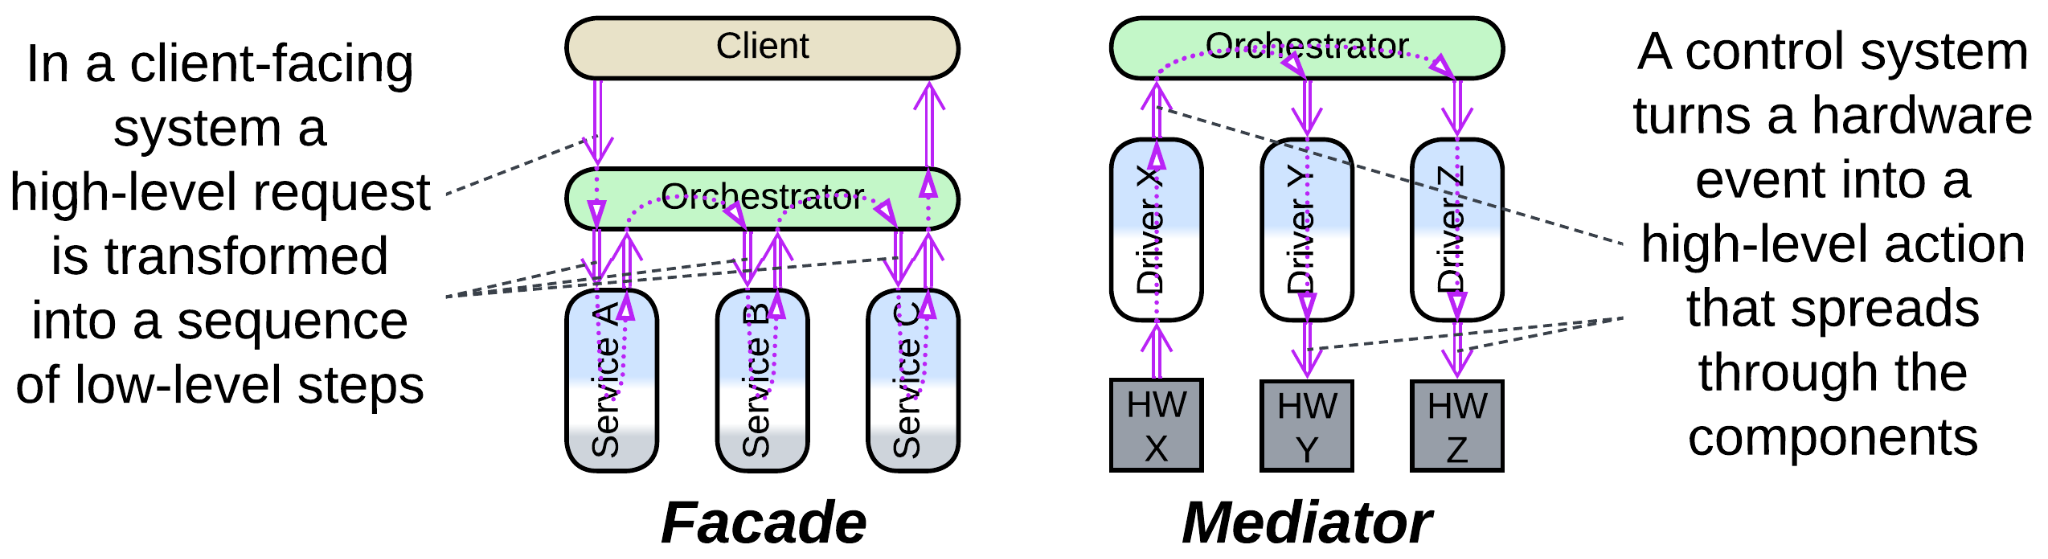 In a client-facing
system a
high-level request
is transformed
into a sequence
of low-level steps
Client
Orchestrator
Service A
Service B
Service C
Facade
Orchestrator
Driver X
Driver Y
Driver Z
HW
X
HW
Y
HW
Z
Mediator
A control system
turns a hardware
event into a
high-level action
that spreads
through the
components